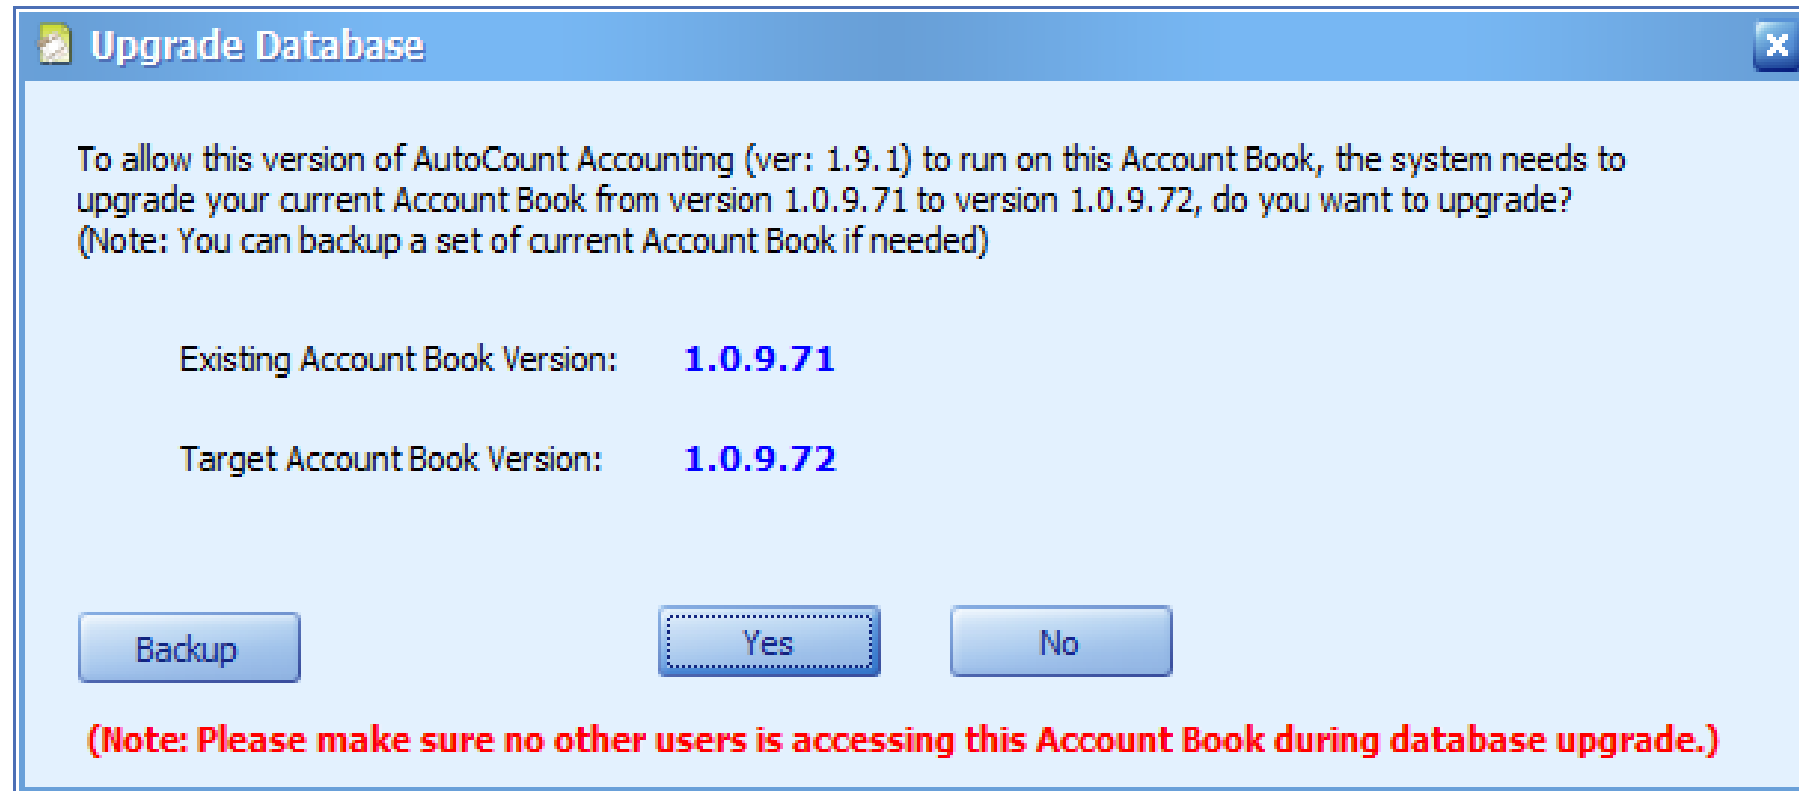 Upgrade Database
To allow this version of AutoCount Accounting (ver: 1.9.1) to run on this Account Book, the system needs to
upgrade your current Account Book from version 1.0.9.71 to version 1.0.9.72, do you want to upgrade?
(Note: You can backup a set of current Account Book if needed)
Existing Account Book Version: 1.0.9.71
Target Account Book Version: 1.0.9.72
Backup Yes No
(Note: Please make sure no other users is accessing this Account Book during database upgrade.)